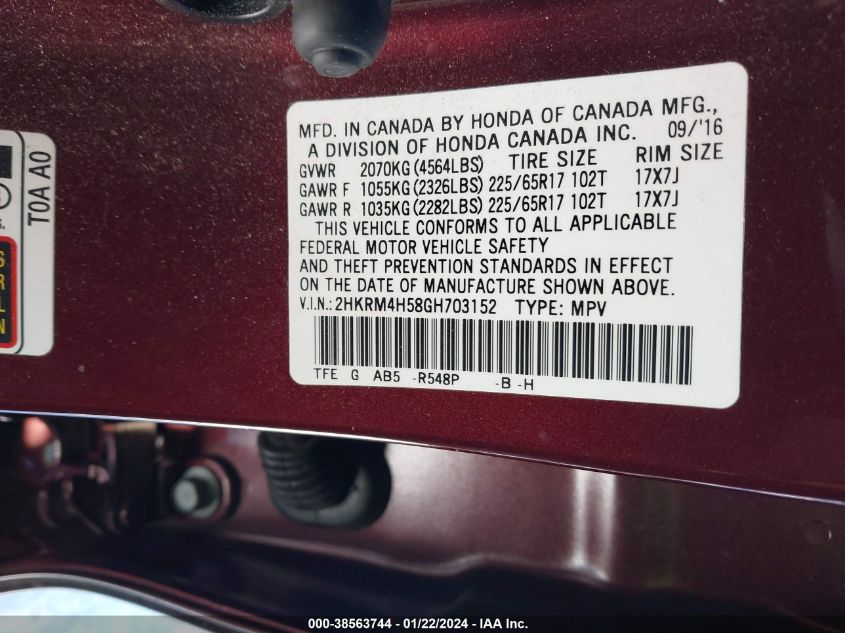 MFD. IN CANADA BY HONDA OF CANADA MFG.,
A DIVISION OF HONDA CANADA INC. 09/'16
GVWR 2070KG (4564LBS) TIRE SIZE RIM SIZE
GAWR F 1055KG (2326LBS) 225/65R17 102T 17X7J
GAWR R 1035KG (2282LBS) 225/65R17 102T 17X7J
THIS VEHICLE CONFORMS TO ALL APPLICABLE
FEDERAL MOTOR VEHICLE SAFETY
AND THEFT PREVENTION STANDARDS IN EFFECT
ON THE DATE OF MANUFACTURE SHOWN ABOVE.
V.I.N.: 2HKRM4H58GH703152 TYPE: MPV
TFE G AB5 -R548P -B -H
T0A A0
000-38563744 - 01/22/2024 - IAA Inc.